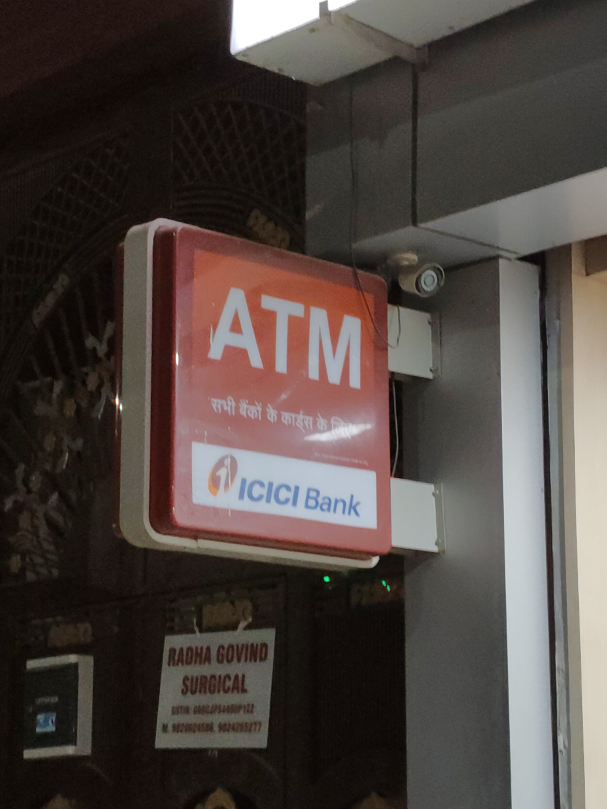 ATM
सभी बैंकों के कार्ड्स के लिए
ICICI Bank
RADHA GOVIND
SURGICAL